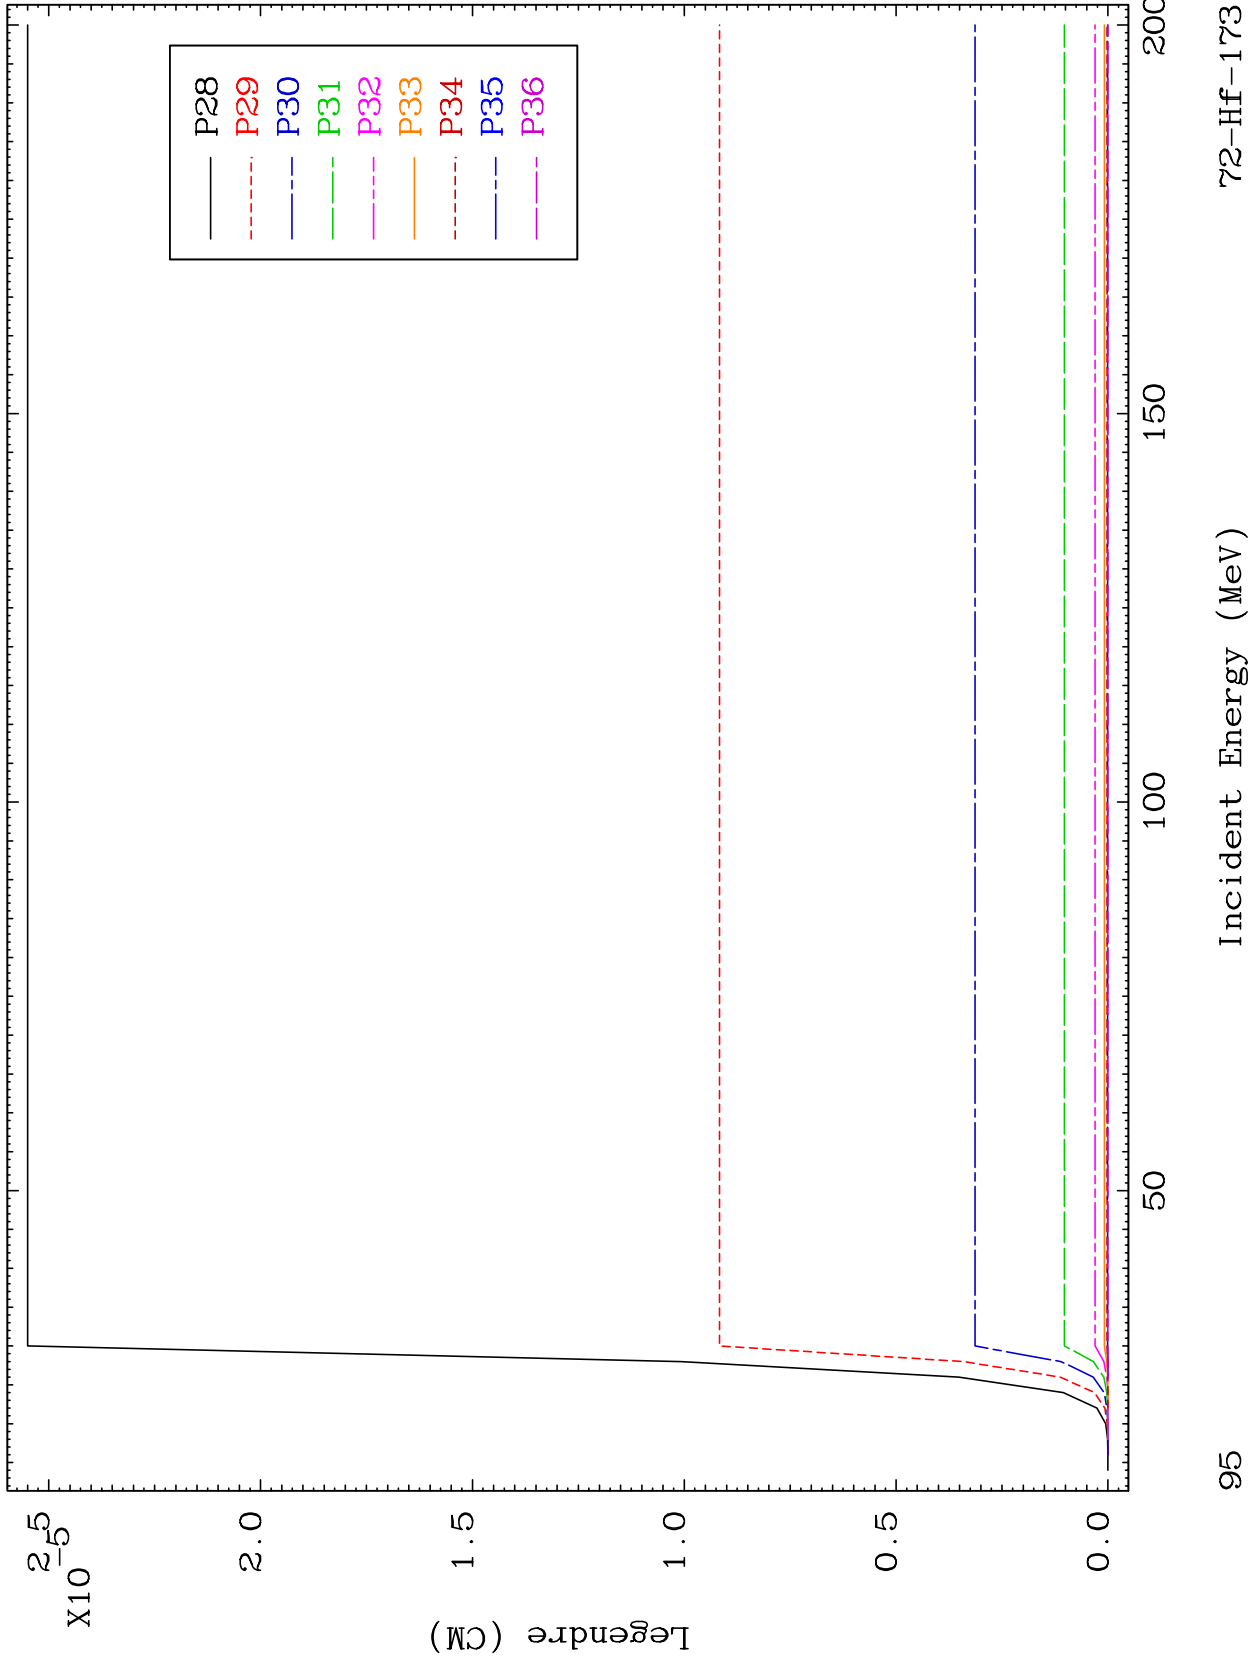 P28
P29
P30
P31
P32
P33
P34
P35
P36
X10
-5
2.5
2.0
1.5
1.0
0.5
0.0
Legendre (CM)
50
100
150
200
Incident Energy (MeV)
95
72-Hf-173